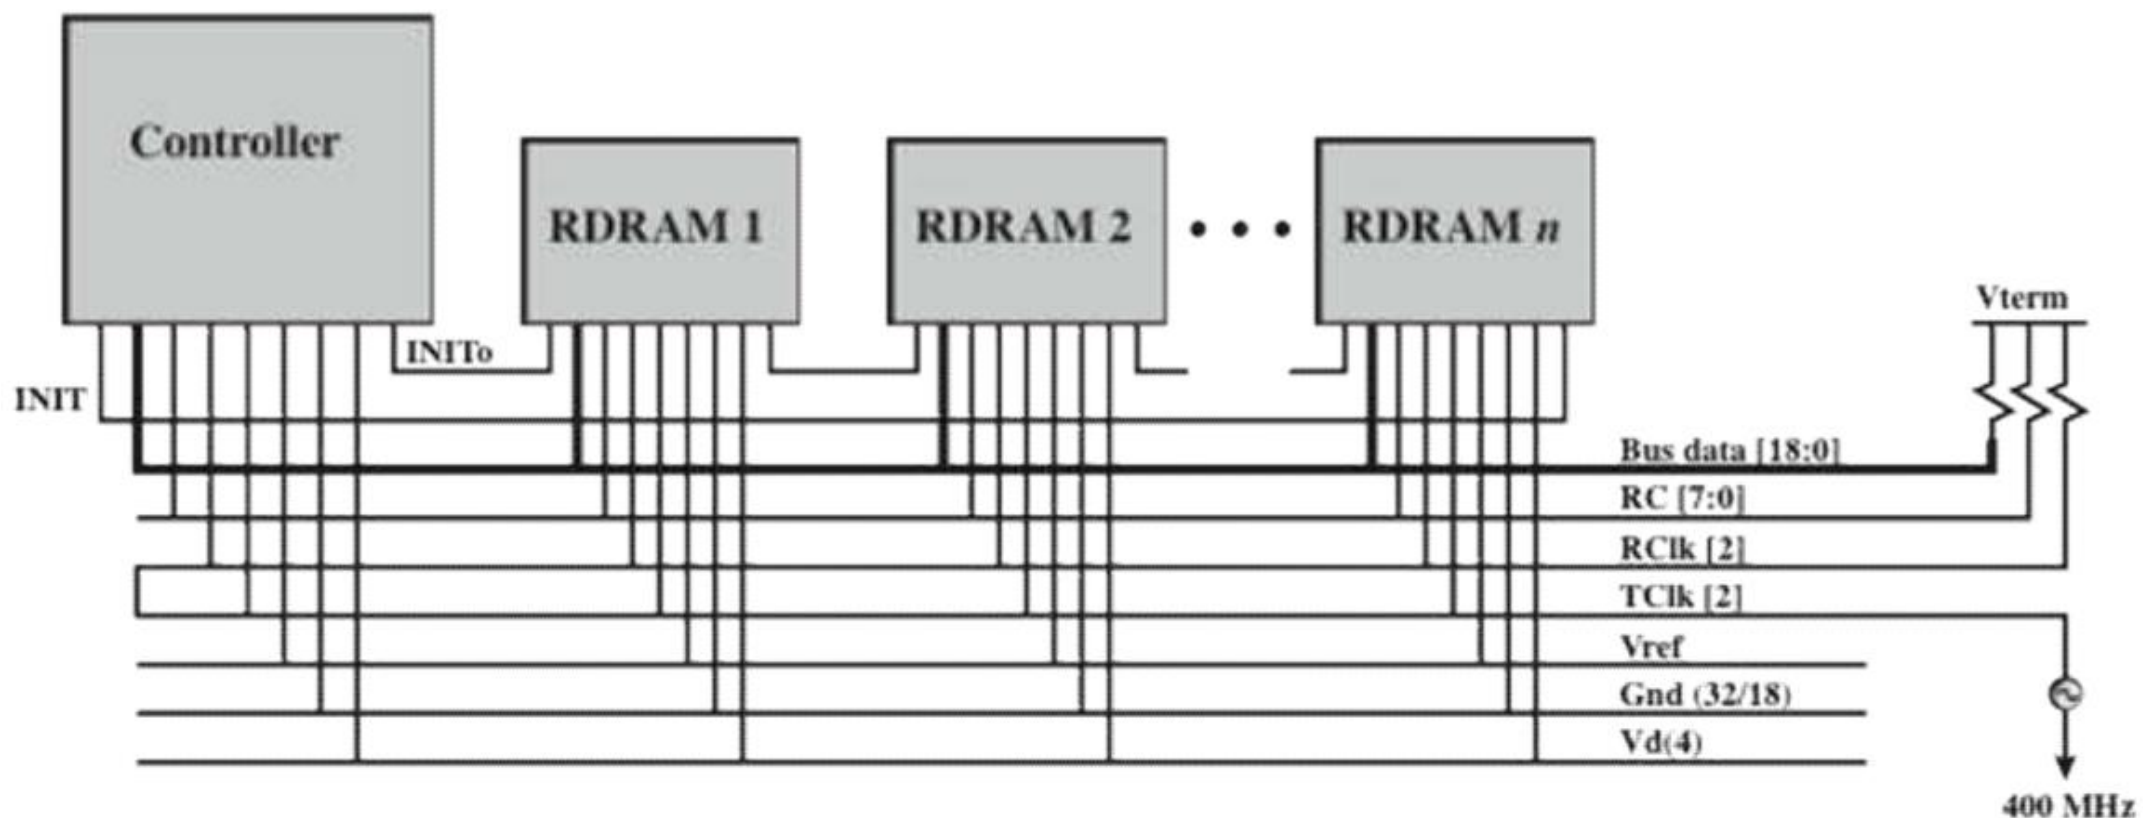 Controller
RDRAM 1
RDRAM 2
• • •
RDRAM n
Vterm
INITo
INIT
Bus data [18:0]
RC [7:0]
RClk [2]
TClk [2]
Vref
Gnd (32/18)
Vd(4)
400 MHz